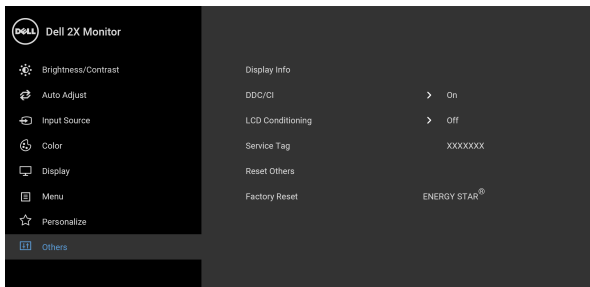 DELL Dell 2X Monitor
Brightness/Contrast
Auto Adjust
Input Source
Color
Display
Menu
Personalize
Others
Display Info
DDC/CI > On
LCD Conditioning > Off
Service Tag XXXXXXX
Reset Others
Factory Reset ENERGY STAR®